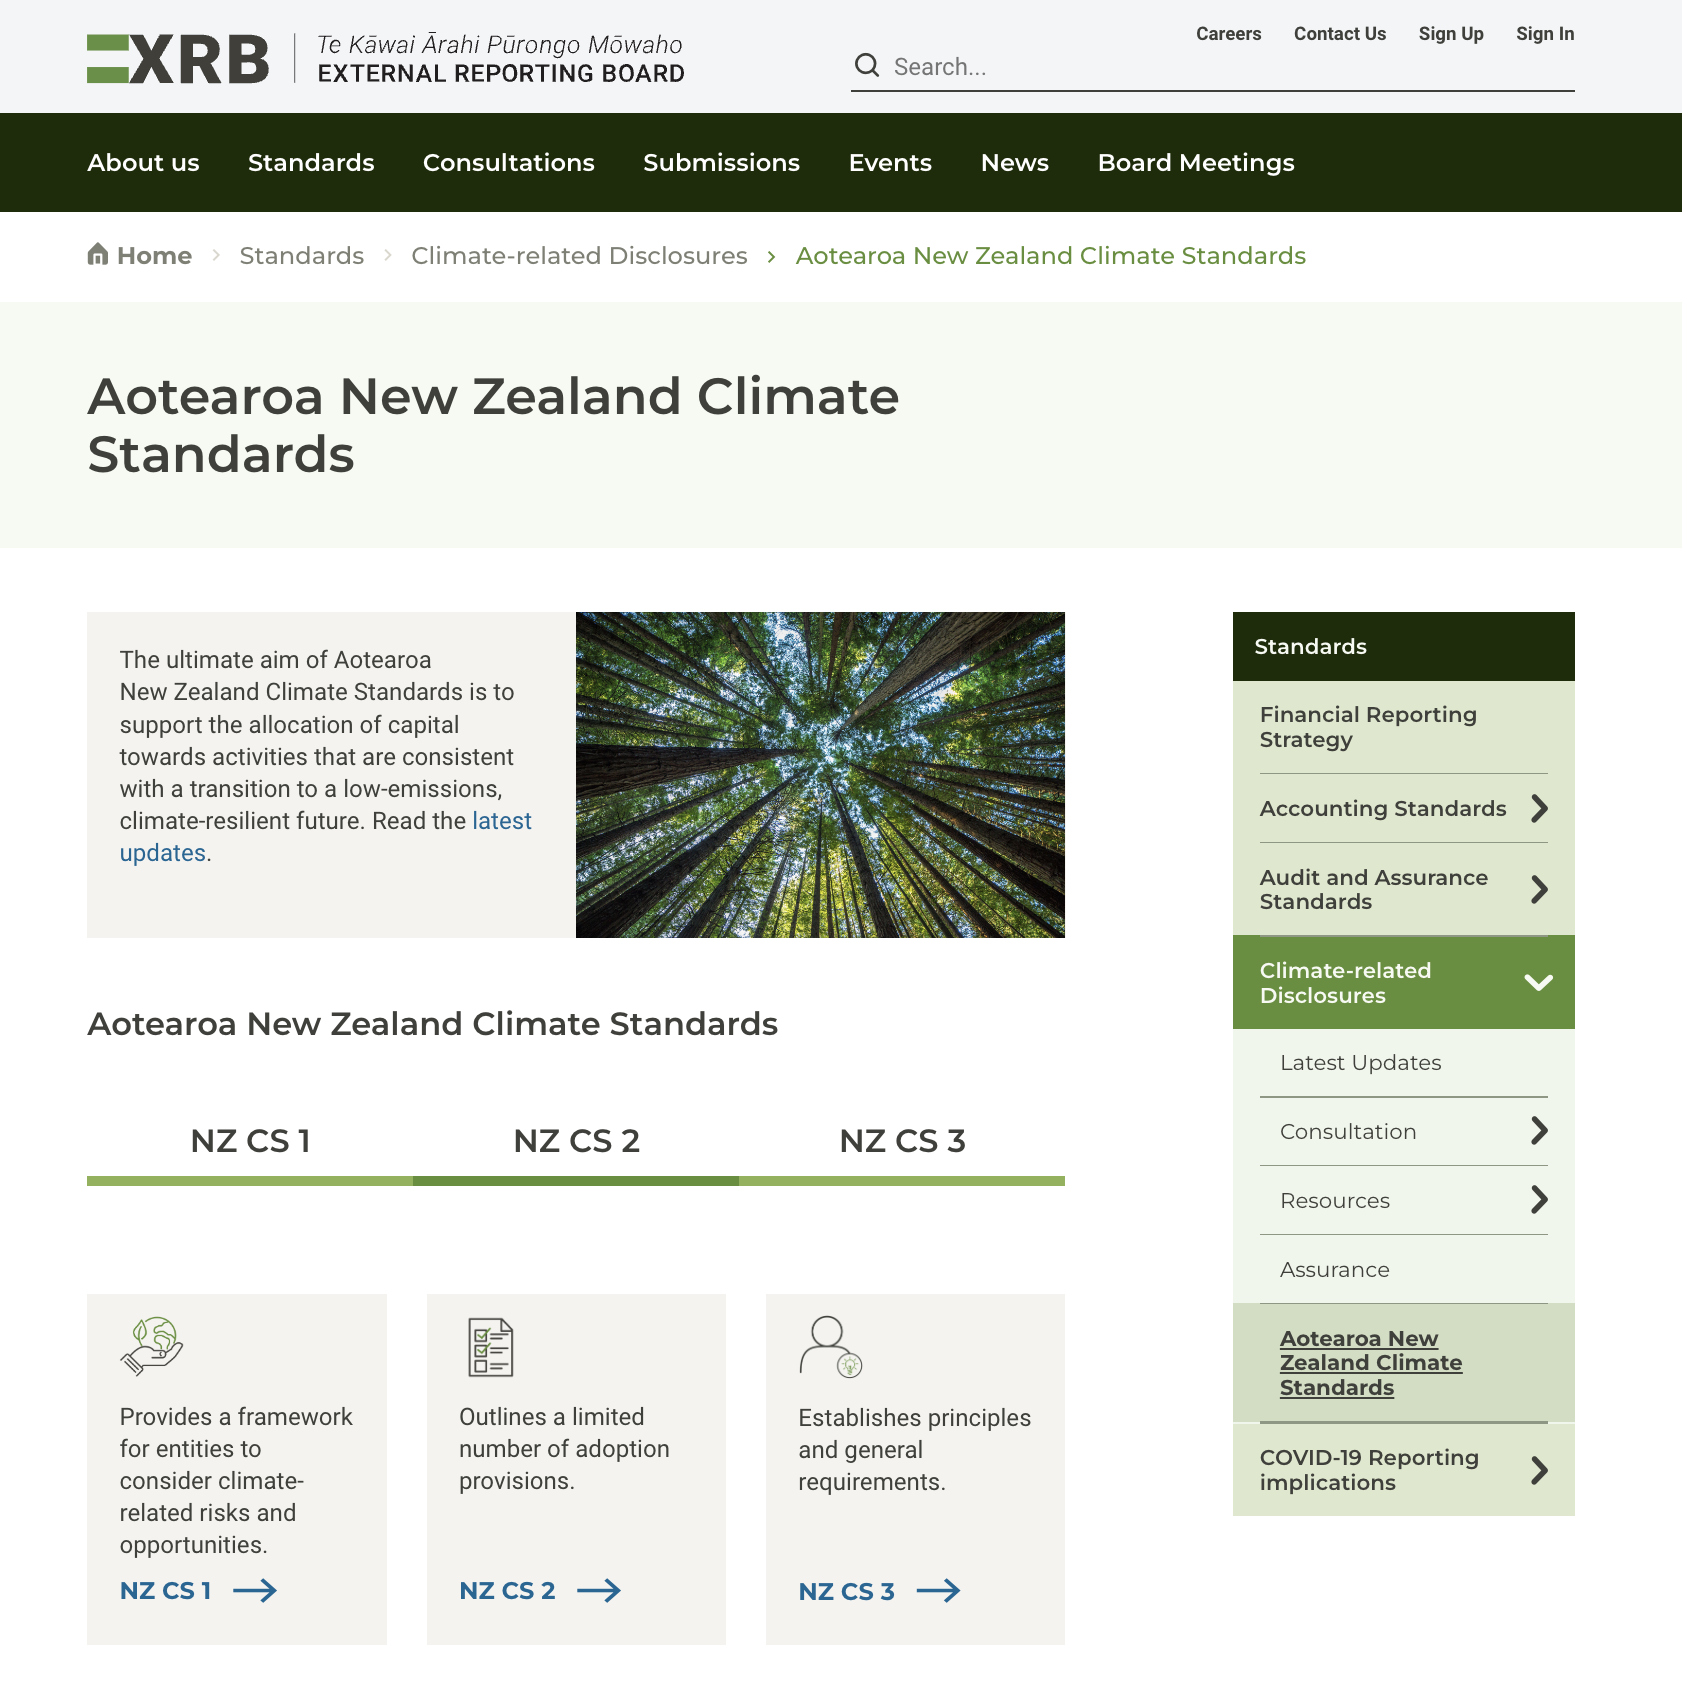 Careers Contact Us Sign Up Sign In
EXRB Te Kāwai Ārahi Pūrongo Mōwaho
EXTERNAL REPORTING BOARD
Search...
About us Standards Consultations Submissions Events News Board Meetings
Home > Standards > Climate-related Disclosures > Aotearoa New Zealand Climate Standards
Aotearoa New Zealand Climate
Standards
The ultimate aim of Aotearoa
New Zealand Climate Standards is to
support the allocation of capital
towards activities that are consistent
with a transition to a low-emissions,
climate-resilient future. Read the latest
updates.
Aotearoa New Zealand Climate Standards
NZ CS 1 NZ CS 2 NZ CS 3
Provides a framework
for entities to
consider climate-
related risks and
opportunities.
NZ CS 1
Outlines a limited
number of adoption
provisions.
NZ CS 2
Establishes principles
and general
requirements.
NZ CS 3
Standards
Financial Reporting
Strategy
Accounting Standards
Audit and Assurance
Standards
Climate-related
Disclosures
Latest Updates
Consultation
Resources
Assurance
Aotearoa New
Zealand Climate
Standards
COVID-19 Reporting
implications